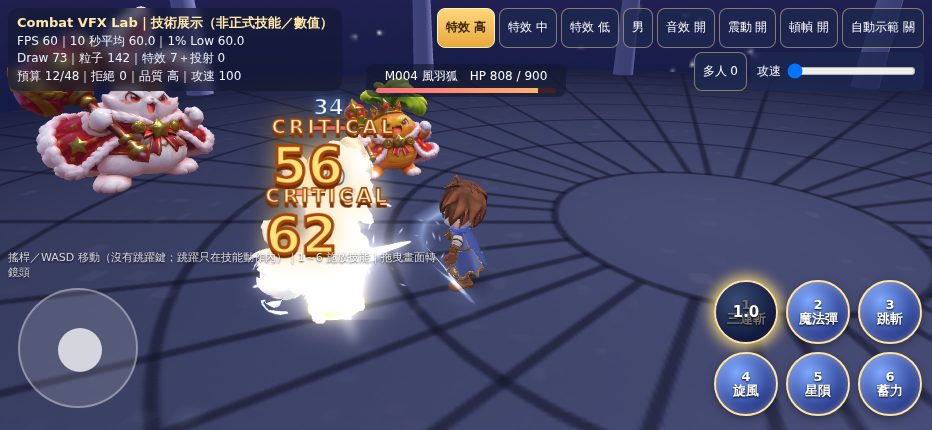 Combat VFX Lab｜技術展示（非正式技能／數值）
FPS 60｜10 秒平均 60.0｜1% Low 60.0
Draw 73｜粒子 142｜特效 7＋投射 0
預算 12/48｜拒絕 0｜品質 高｜攻速 100
特效 高
特效 中
特效 低
男
音效 開
震動 開
頓幀 開
自動示範 關
多人 0
攻速
M004 風羽狐 HP 808 / 900
34
CRITICAL
56
CRITICAL
62
搖桿／WASD 移動（沒有跳躍鍵；跳躍只在技能動作內）｜1–6 施放技能｜拖曳畫面轉
鏡頭
1
三連斬
1.0
2
魔法彈
3
跳斬
4
旋風
5
星隕
6
蓄力